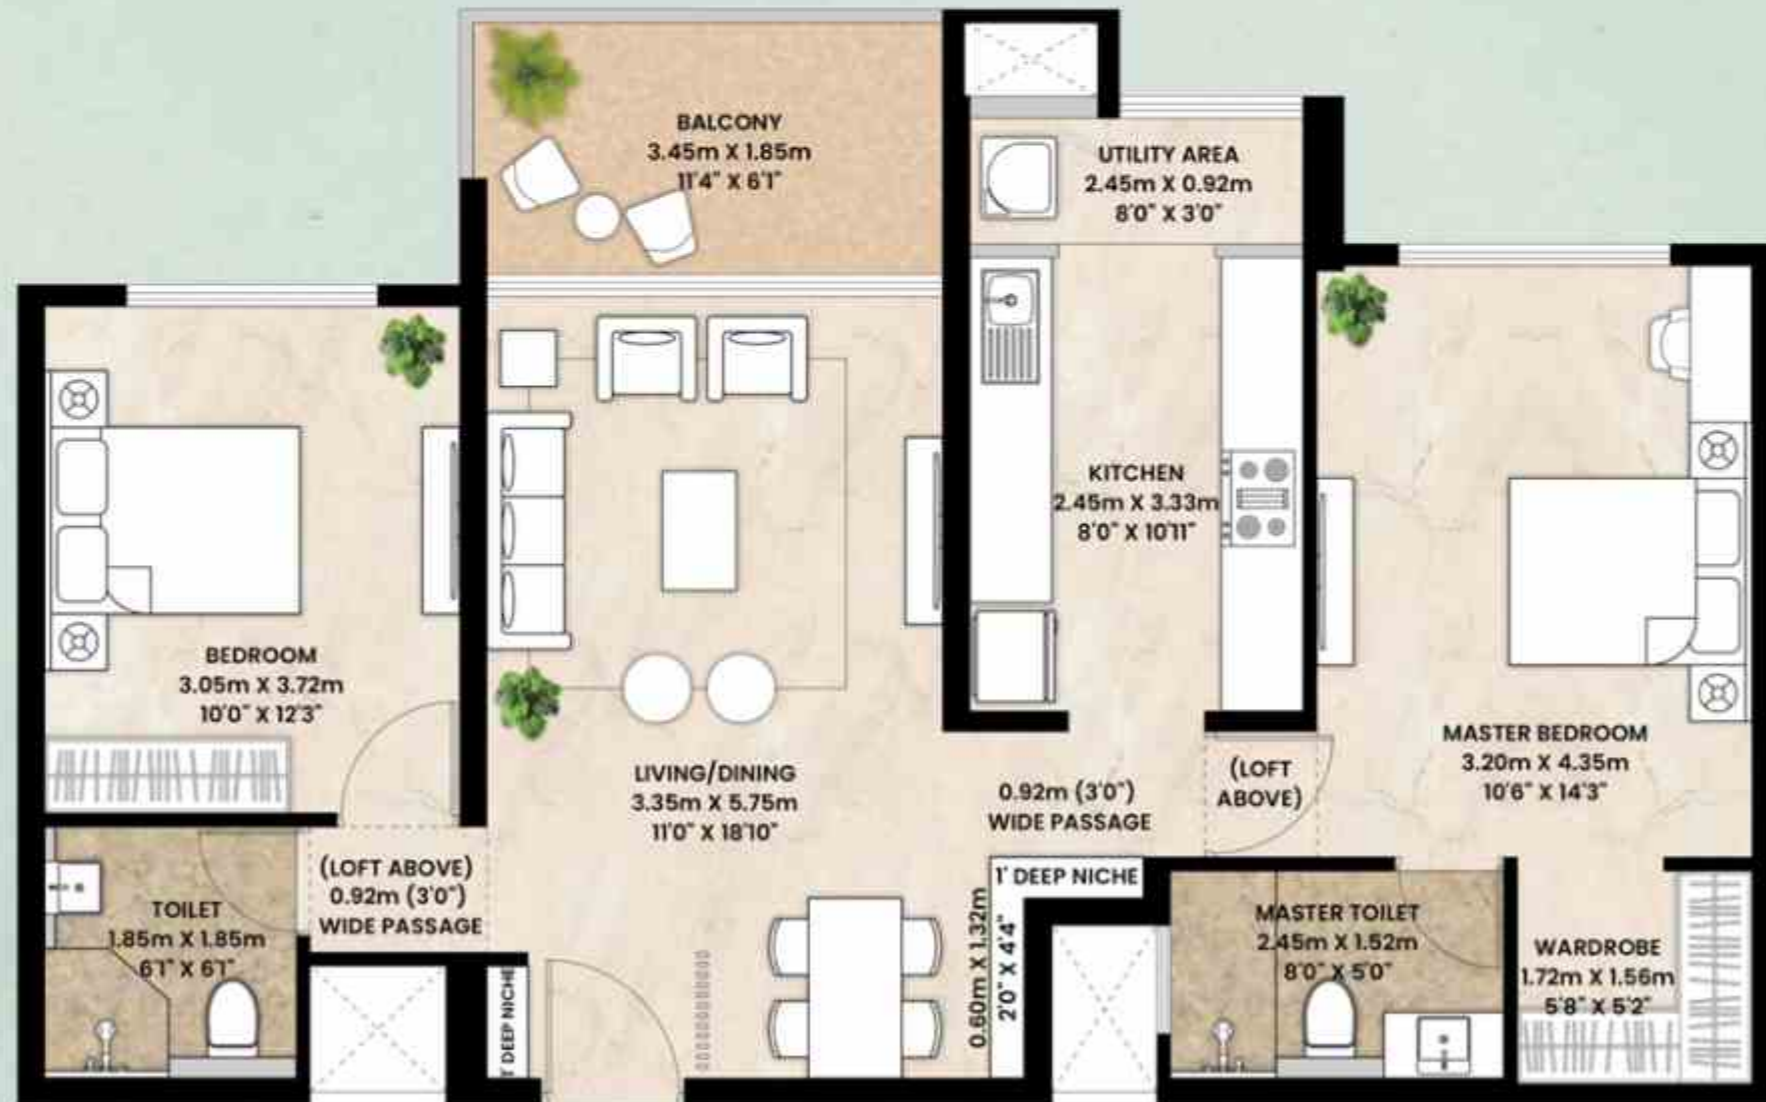 BALCONY
3.45m X 1.85m
11'4" X 6'1"
UTILITY AREA
2.45m X 0.92m
8'0" X 3'0"
KITCHEN
2.45m X 3.33m
8'0" X 10'11"
BEDROOM
3.05m X 3.72m
10'0" X 12'3"
LIVING/DINING
3.35m X 5.75m
11'0" X 18'10"
0.92m (3'0")
WIDE PASSAGE
(LOFT
ABOVE)
MASTER BEDROOM
3.20m X 4.35m
10'6" X 14'3"
(LOFT ABOVE)
0.92m (3'0")
WIDE PASSAGE
TOILET
1.85m X 1.85m
6'1" X 6'1"
1' DEEP NICHE
1' DEEP NICHE
0.60m X 1.32m
2'0" X 4'4"
MASTER TOILET
2.45m X 1.52m
8'0" X 5'0"
WARDROBE
1.72m X 1.56m
5'8" X 5'2"